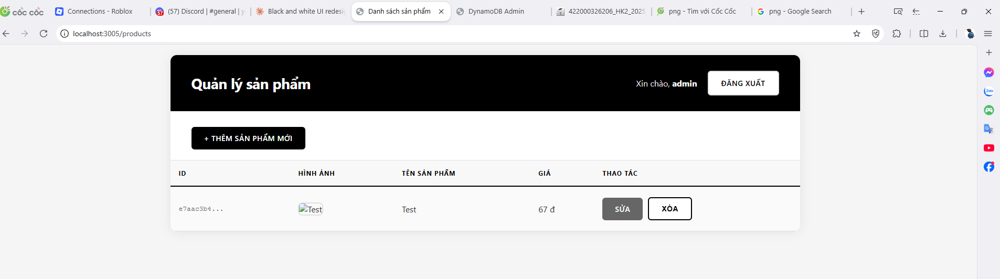 cốc cốc
Connections - Roblox
(57) Discord | #general | y
Black and white UI redesig
Danh sách sản phẩm
DynamoDB Admin
422000326206_HK2_2025
png - Tìm với Cốc Cốc
png - Google Search
localhost:3005/products
Quản lý sản phẩm
Xin chào, admin
ĐĂNG XUẤT
+ THÊM SẢN PHẨM MỚI
ID
HÌNH ẢNH
TÊN SẢN PHẨM
GIÁ
THAO TÁC
e7aac3b4...
Test
Test
67 đ
SỬA
XÓA
57
Zalo